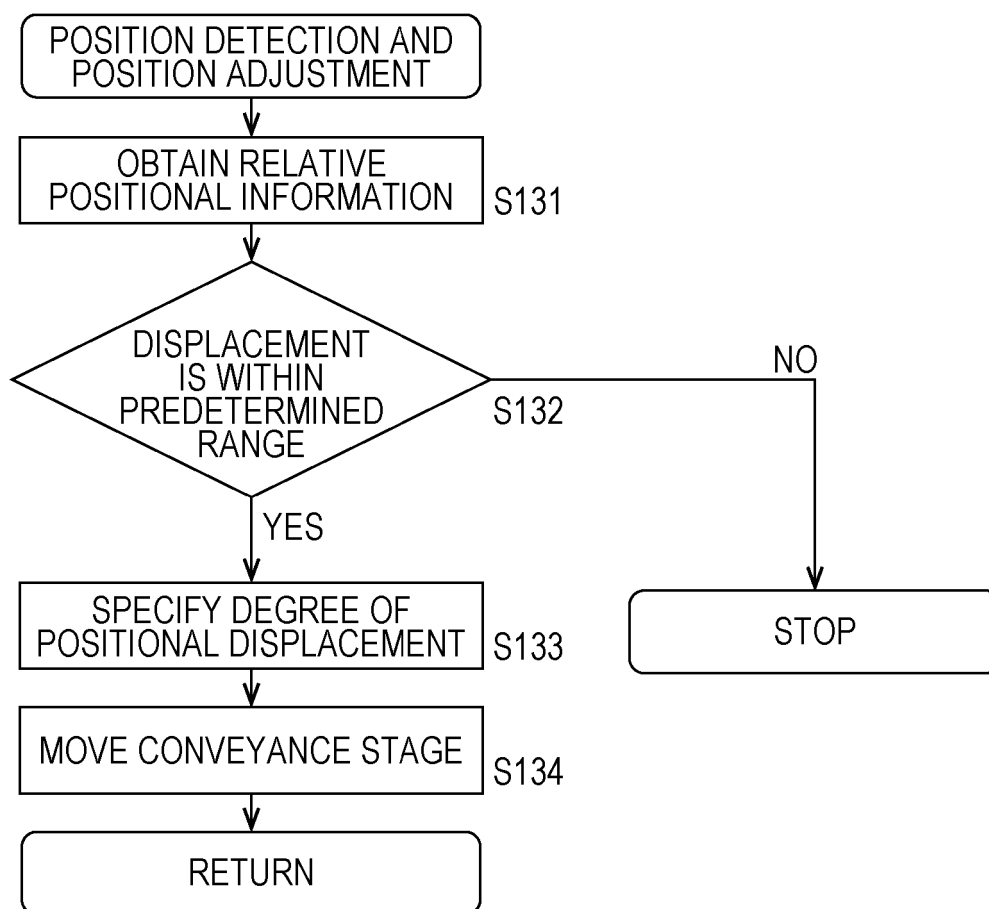 POSITION DETECTION AND
POSITION ADJUSTMENT
OBTAIN RELATIVE
POSITIONAL INFORMATION
S131
DISPLACEMENT
IS WITHIN
PREDETERMINED
RANGE
S132
NO
YES
SPECIFY DEGREE OF
POSITIONAL DISPLACEMENT
S133
STOP
MOVE CONVEYANCE STAGE
S134
RETURN